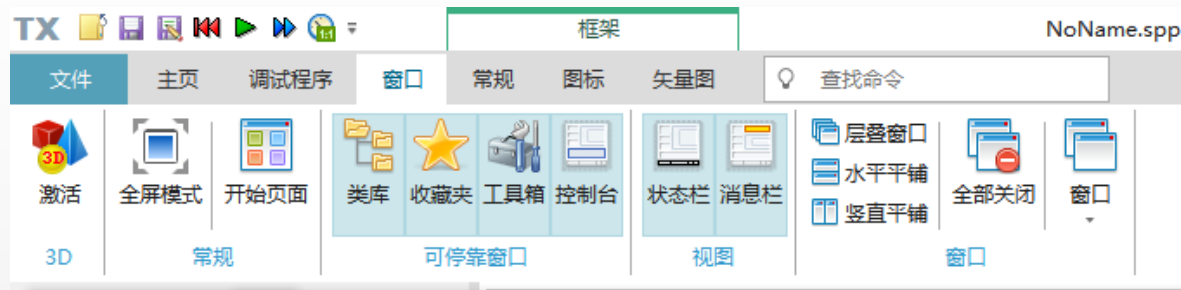 TX 1:1 框架 NoName.spp
文件 主页 调试程序 窗口 常规 图标 矢量图 查找命令
3D
激活 全屏模式 开始页面 类库 收藏夹 工具箱 控制台 状态栏 消息栏 层叠窗口 水平平铺 竖直平铺 全部关闭 窗口
3D 常规 可停靠窗口 视图 窗口